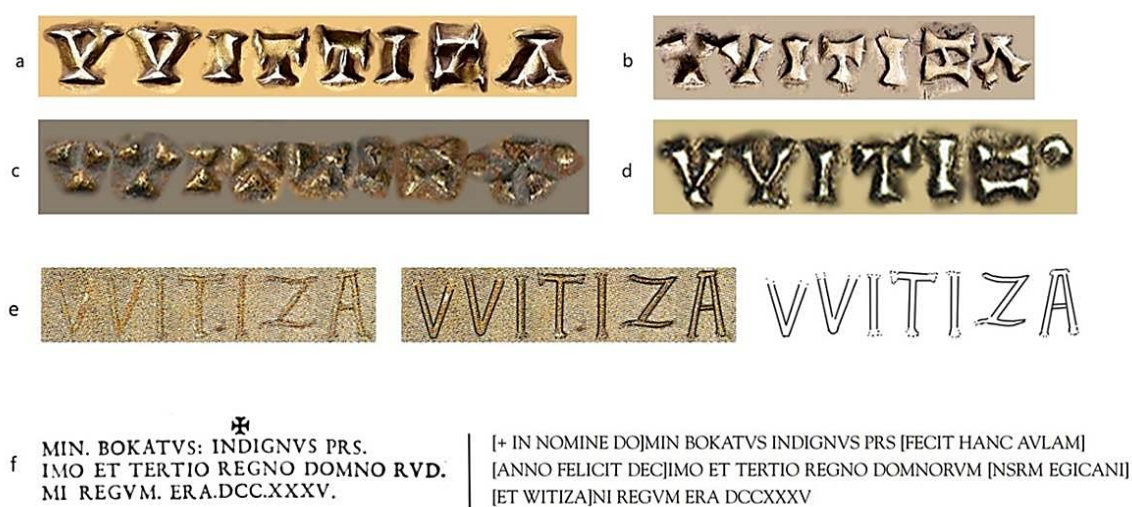 a
VVITTIZΛ
b
c
d
VVITIΞ°
e
VVITIZA
VVITIZA
VVITIZA
f
MIN. BOKATVS: INDIGNVS PRS.
IMO ET TERTIO REGNO DOMNO RVD.
MI REGVM. ERA.DCC.XXXV.
[+ IN NOMINE DO]MIN BOKATVS INDIGNVS PRS [FECIT HANC AVLAM]
[ANNO FELICIT DEC]IMO ET TERTIO REGNO DOMNORVM [NSRM EGICANI]
[ET WITIZA]NI REGVM ERA DCCXXXV